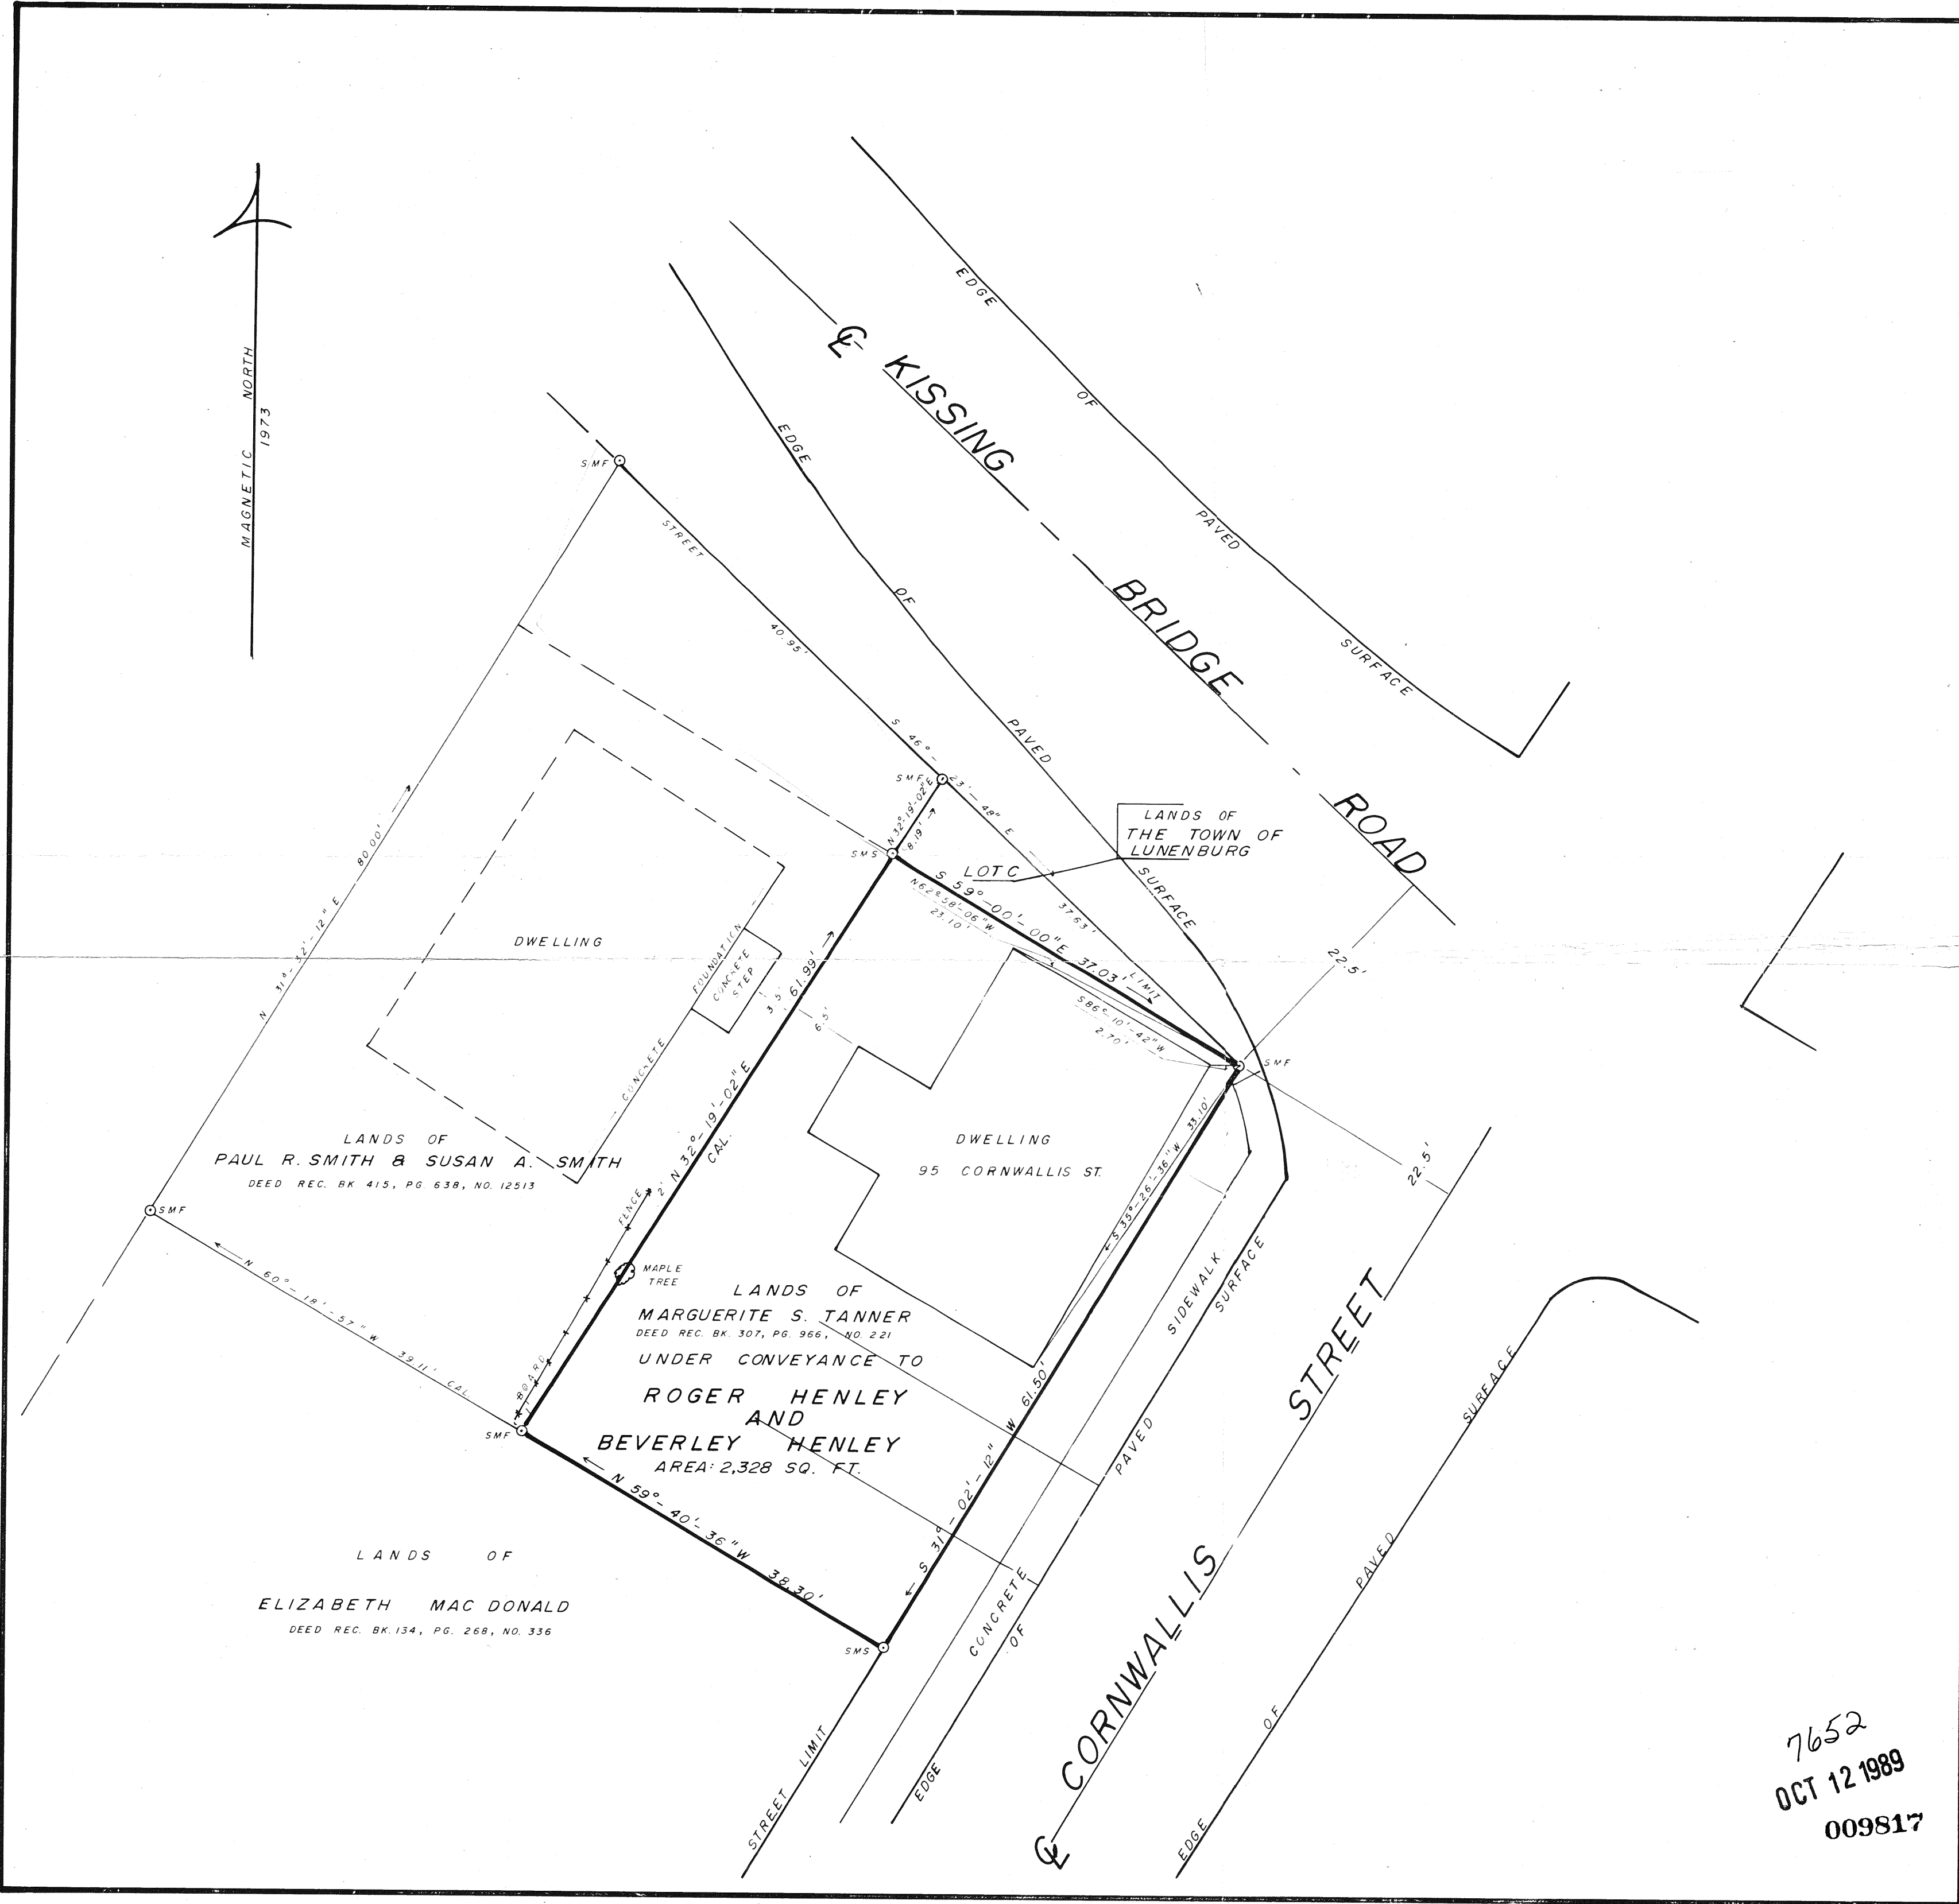 MAGNETIC NORTH
1973
EDGE OF PAVED SURFACE
℄ KISSING BRIDGE ROAD
EDGE OF PAVED SURFACE
SMF
STREET
LIMIT
40.95'
S 46° - 23' - 48" E
37.63'
SMF
N 32° - 19' - 02" E
8.19'
SMS
LANDS OF
THE TOWN OF
LUNENBURG
LOT C
S 59° - 00' - 00" E 37.03'
N 62° - 58' - 06" W
23.10'
S 86° - 10' - 42" W
2.70'
SMF
22.5'
22.5'
N 31° - 32' - 12" E 80.00'
DWELLING
CONCRETE FOUNDATION
CONCRETE
STEP
3.5'
6.5'
N 32° - 19' - 02" E 61.99'
CAL.
2'
DWELLING
95 CORNWALLIS ST.
S 35° - 26' - 36" W 33.10'
LANDS OF
PAUL R. SMITH & SUSAN A. SMITH
DEED REC. BK 415, PG. 638, NO. 12513
SMF
N 60° - 18' - 57" W 39.11' CAL.
BOARD FENCE
1'
MAPLE
TREE
LANDS OF
MARGUERITE S. TANNER
DEED REC. BK. 307, PG. 966, NO. 221
UNDER CONVEYANCE TO
ROGER HENLEY
AND
BEVERLEY HENLEY
AREA: 2,328 SQ. FT.
SMF
N 59° - 40' - 36" W 38.30'
S 31° - 02' - 12" W 61.50'
SMS
LANDS OF
ELIZABETH MAC DONALD
DEED REC. BK. 134, PG. 268, NO. 336
STREET LIMIT
CONCRETE SIDEWALK
EDGE OF PAVED SURFACE
℄ CORNWALLIS STREET
EDGE OF PAVED SURFACE
7652
OCT 12 1989
009817